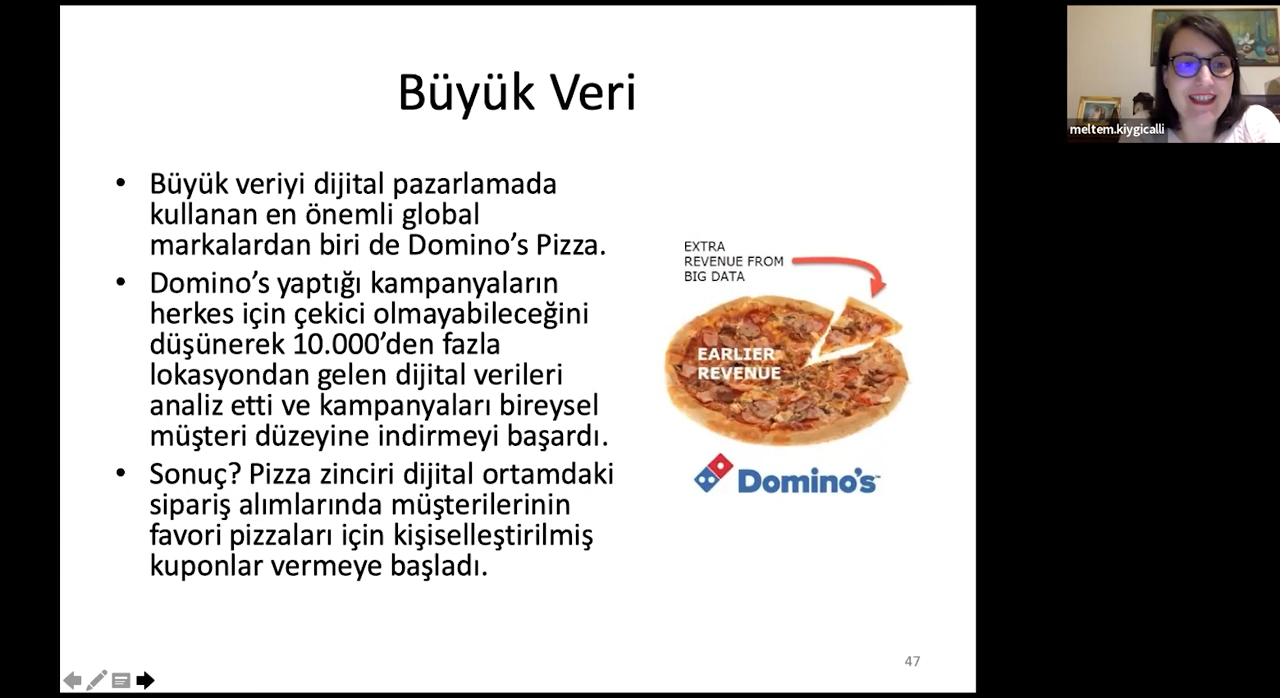 Büyük Veri
• Büyük veriyi dijital pazarlamada
kullanan en önemli global
markalardan biri de Domino’s Pizza.
• Domino’s yaptığı kampanyaların
herkes için çekici olmayabileceğini
düşünerek 10.000’den fazla
lokasyondan gelen dijital verileri
analiz etti ve kampanyaları bireysel
müşteri düzeyine indirmeyi başardı.
• Sonuç? Pizza zinciri dijital ortamdaki
sipariş alımlarında müşterilerinin
favori pizzaları için kişiselleştirilmiş
kuponlar vermeye başladı.
EXTRA
REVENUE FROM
BIG DATA
EARLIER
REVENUE
Domino's™
47
meltem.kiygicalli